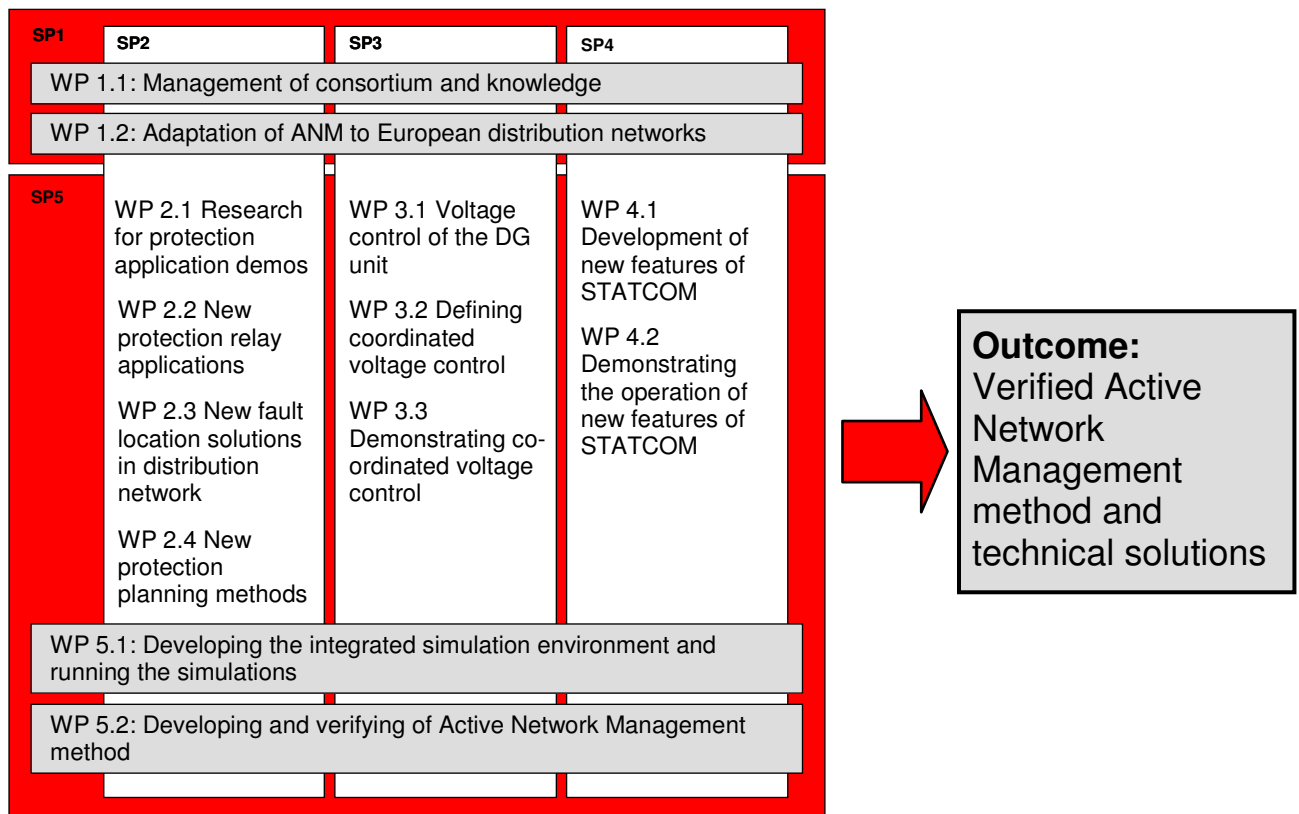 SP1
SP2
SP3
SP4
WP 1.1: Management of consortium and knowledge
WP 1.2: Adaptation of ANM to European distribution networks
SP5
WP 2.1 Research
for protection
application demos
WP 2.2 New
protection relay
applications
WP 2.3 New fault
location solutions
in distribution
network
WP 2.4 New
protection
planning methods
WP 3.1 Voltage
control of the DG
unit
WP 3.2 Defining
coordinated
voltage control
WP 3.3
Demonstrating co-
ordinated voltage
control
WP 4.1
Development of
new features of
STATCOM
WP 4.2
Demonstrating
the operation of
new features of
STATCOM
WP 5.1: Developing the integrated simulation environment and
running the simulations
WP 5.2: Developing and verifying of Active Network Management
method
Outcome:
Verified Active
Network
Management
method and
technical solutions